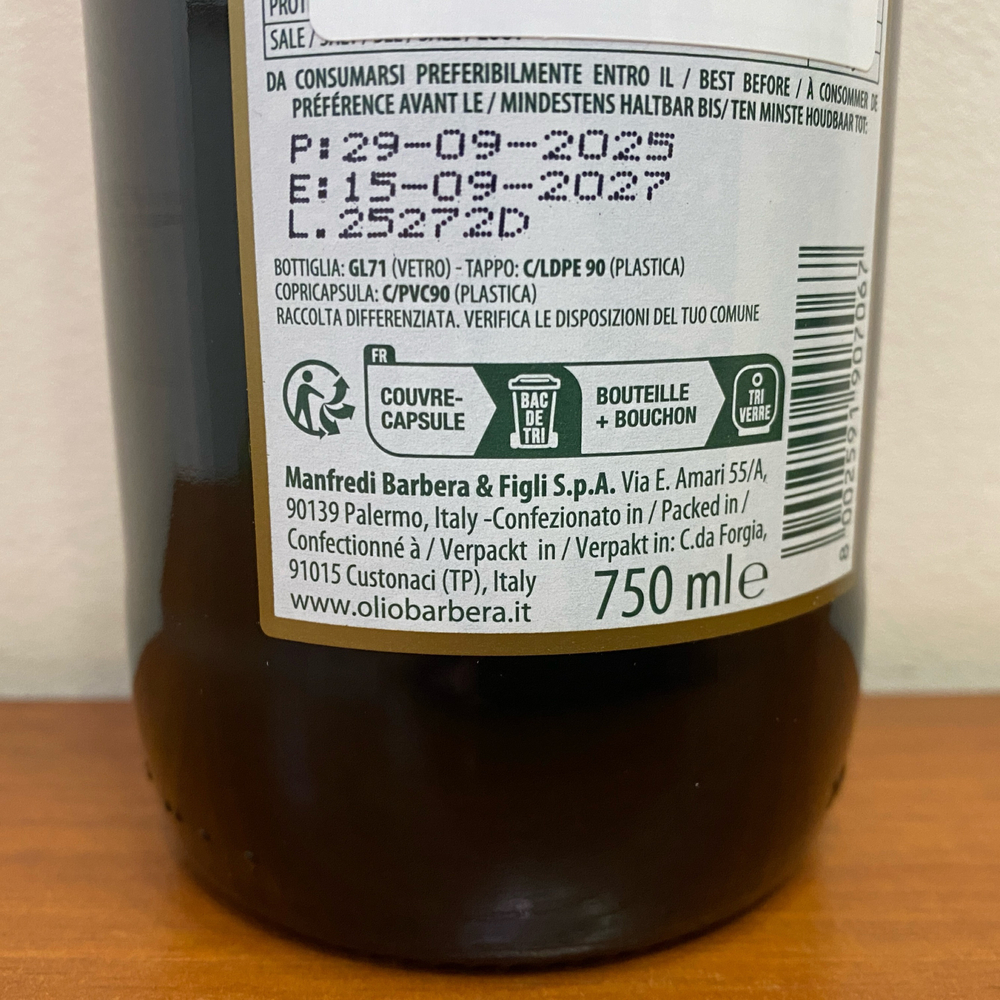 PROT
SALE /
DA CONSUMARSI PREFERIBILMENTE ENTRO IL / BEST BEFORE / À CONSOMMER DE
PRÉFÉRENCE AVANT LE / MINDESTENS HALTBAR BIS/ TEN MINSTE HOUDBAAR TOT:
P:29-09-2025
E:15-09-2027
L.25272D
BOTTIGLIA: GL71 (VETRO) - TAPPO: C/LDPE 90 (PLASTICA)
COPRICAPSULA: C/PVC90 (PLASTICA)
RACCOLTA DIFFERENZIATA. VERIFICA LE DISPOSIZIONI DEL TUO COMUNE
FR
COUVRE-
CAPSULE
BAC
DE
TRI
BOUTEILLE
+ BOUCHON
TRI
VERRE
Manfredi Barbera & Figli S.p.A. Via E. Amari 55/A,
90139 Palermo, Italy -Confezionato in / Packed in /
Confectionné à / Verpackt in / Verpakt in: C.da Forgia,
91015 Custonaci (TP), Italy
www.oliobarbera.it
750 ml e
8 002591 907067